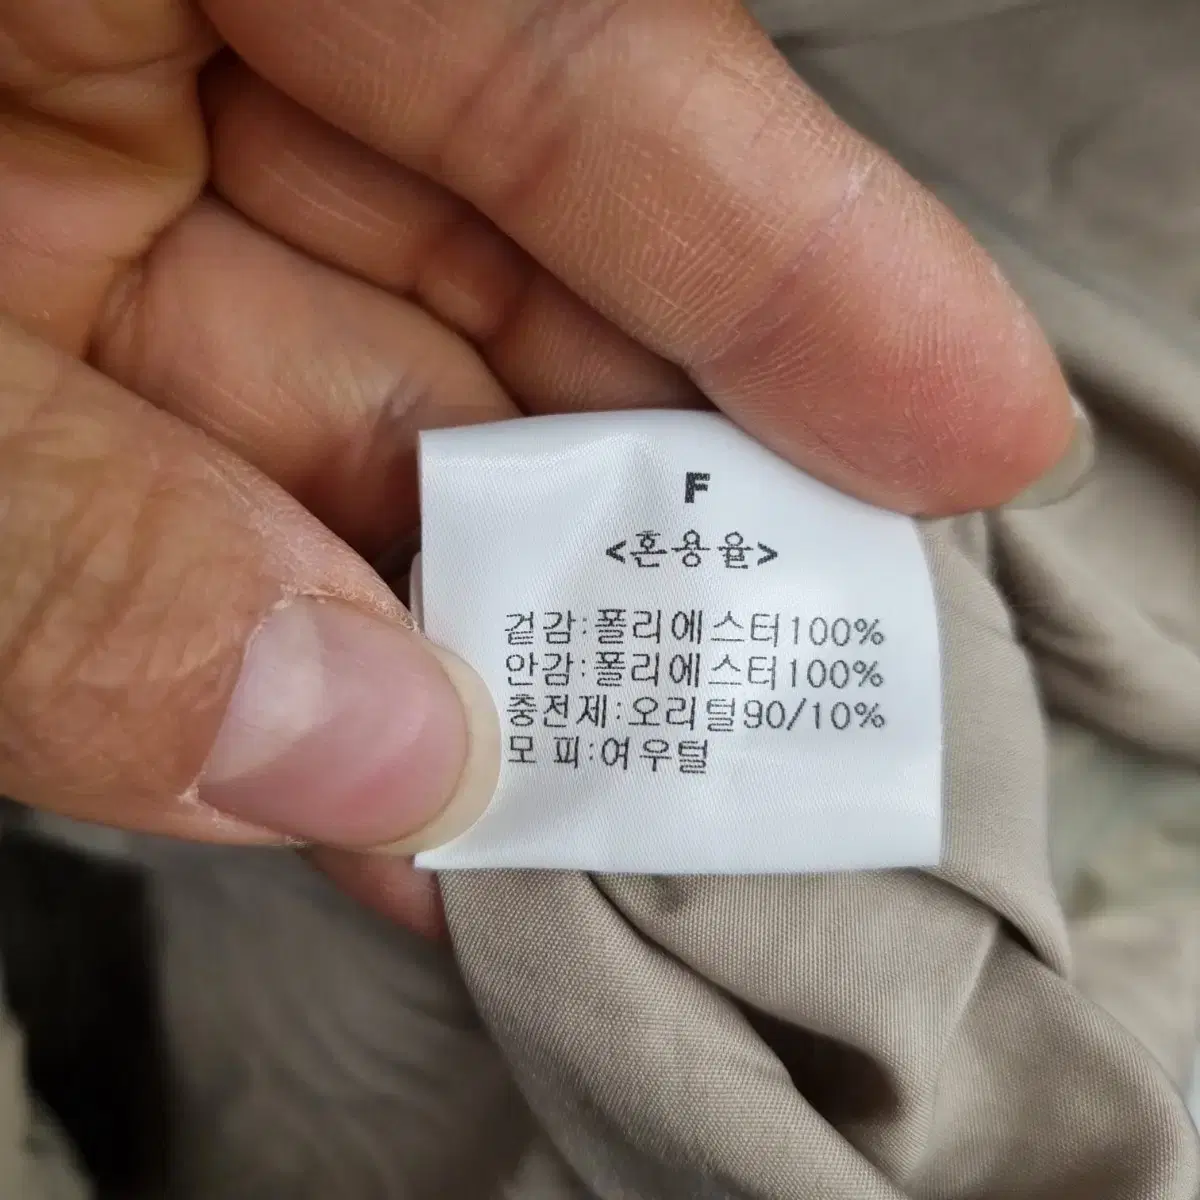 F
<혼용율>
겉감:폴리에스터100%
안감:폴리에스터100%
충전제:오리털90/10%
모 피:여우털